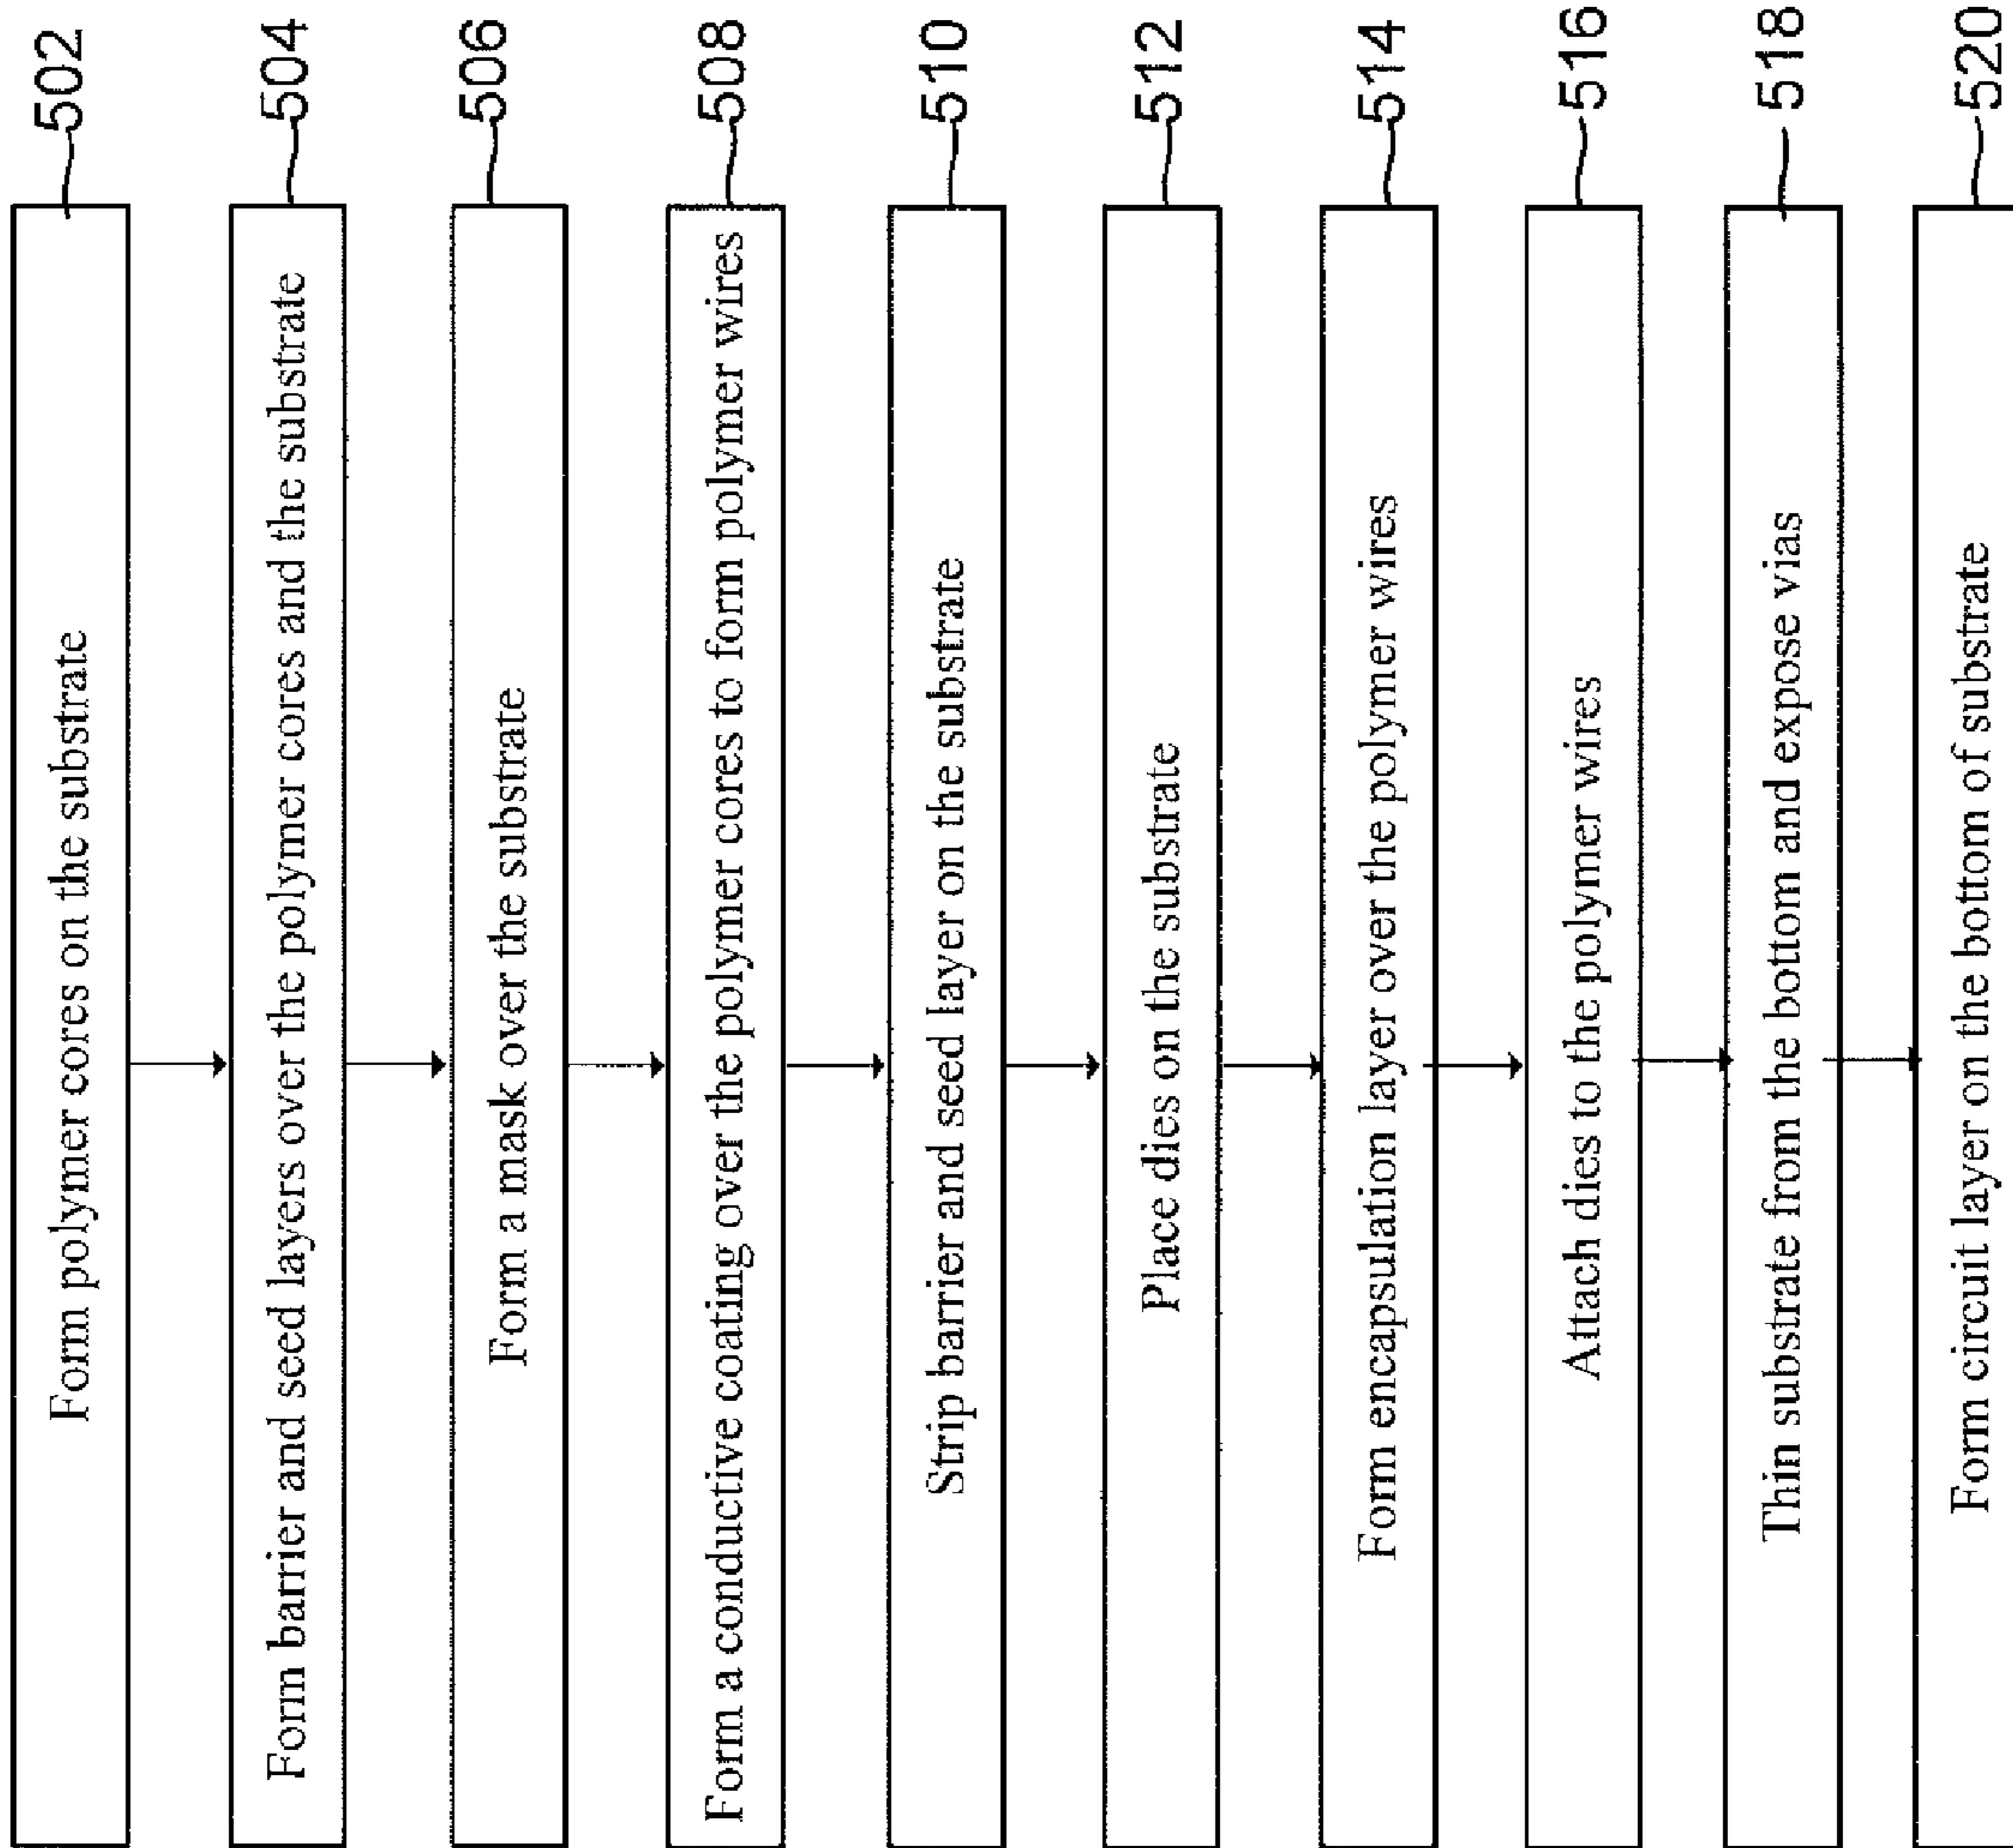 Form polymer cores on the substrate
502
Form barrier and seed layers over the polymer cores and the substrate
504
Form a mask over the substrate
506
Form a conductive coating over the polymer cores to form polymer wires
508
Strip barrier and seed layer on the substrate
510
Place dies on the substrate
512
Form encapsulation layer over the polymer wires
514
Attach dies to the polymer wires
516
Thin substrate from the bottom and expose vias
518
Form circuit layer on the bottom of substrate
520